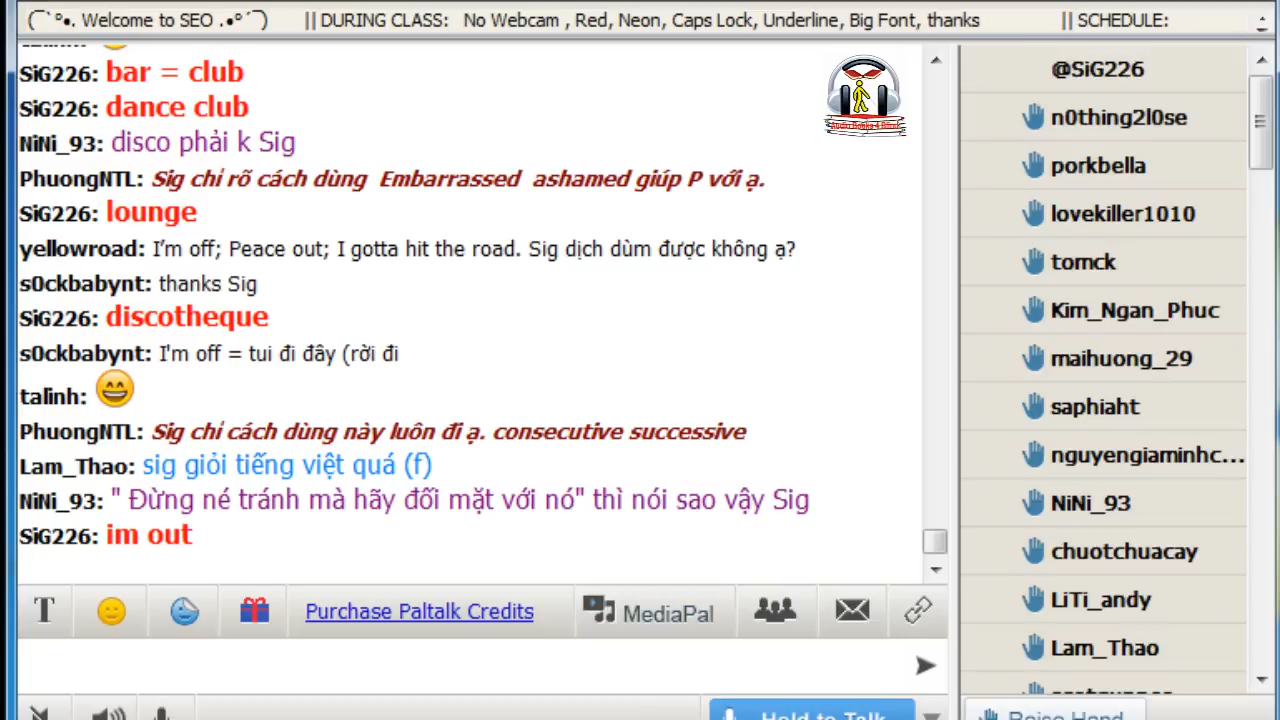 (¯`°•. Welcome to SEO .•°´¯) || DURING CLASS: No Webcam , Red, Neon, Caps Lock, Underline, Big Font, thanks || SCHEDULE:
SiG226: bar = club
SiG226: dance club
NiNi_93: disco phải k Sig
PhuongNTL: Sig chỉ rõ cách dùng Embarrassed ashamed giúp P với ạ.
SiG226: lounge
yellowroad: I’m off; Peace out; I gotta hit the road. Sig dịch dùm được không ạ?
s0ckbabynt: thanks Sig
SiG226: discotheque
s0ckbabynt: I'm off = tui đi đây (rời đi
talinh:
PhuongNTL: Sig chỉ cách dùng này luôn đi ạ. consecutive successive
Lam_Thao: sig giỏi tiếng việt quá (f)
NiNi_93: " Đừng né tránh mà hãy đối mặt với nó" thì nói sao vậy Sig
SiG226: im out
T
Purchase Paltalk Credits
MediaPal
Hold to Talk
@SiG226
n0thing2l0se
porkbella
lovekiller1010
tomck
Kim_Ngan_Phuc
maihuong_29
saphiaht
nguyengiaminhc...
NiNi_93
chuotchuacay
LiTi_andy
Lam_Thao
Raise Hand